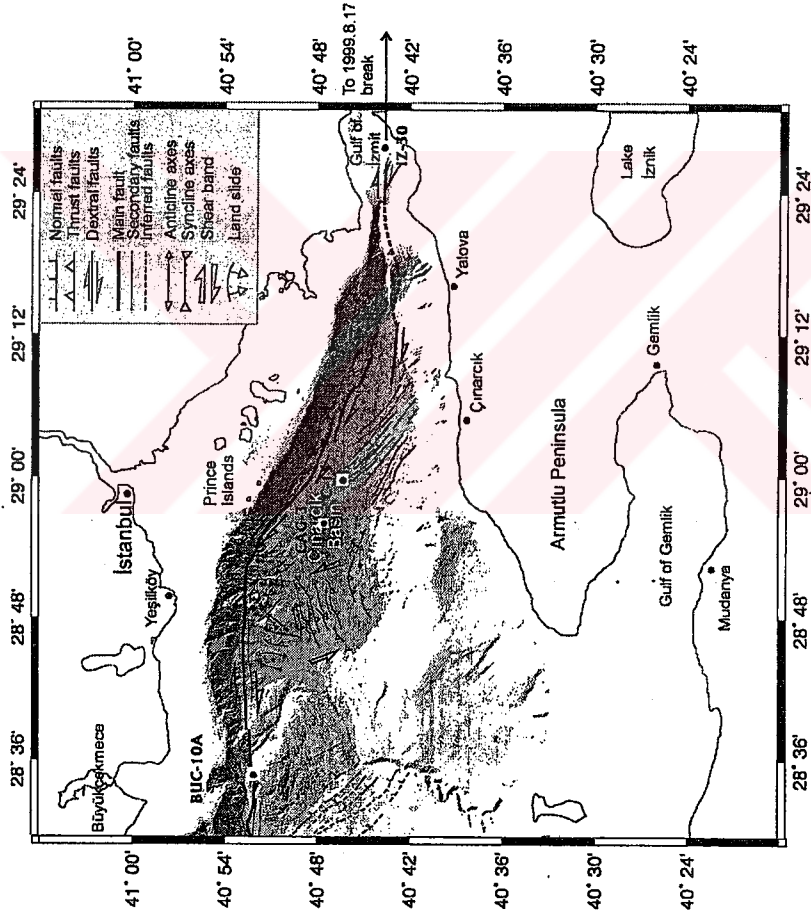 28° 36'
28° 48'
29° 00'
29° 12'
29° 24'
41° 00'
40° 54'
40° 48'
40° 42'
40° 36'
40° 30'
40° 24'
41° 00'
40° 54'
40° 48'
40° 42'
40° 36'
40° 30'
40° 24'
28° 36'
28° 48'
29° 00'
29° 12'
29° 24'
Normal faults
Thrust faults
Dextral faults
Main fault
Secondary faults
Inferred faults
Anticline axes
Syncline axes
Shear band
Land slide
Büyükçekmece
Yeşilköy
İstanbul
Prince
Islands
BUC-10A
Çınarcık
Basin
Gulf of
İzmit
IZ-30
To 1999.8.17
break
Yalova
Çınarcık
Armutlu Peninsula
Gemlik
Gulf of Gemlik
Mudanya
Lake
İznik